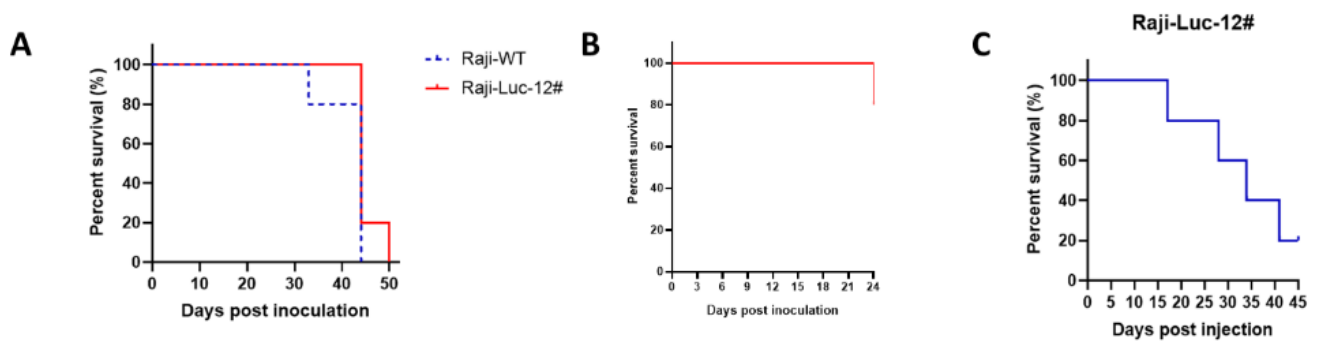 A
Percent survival (%)
100
80
60
40
20
0
0 10 20 30 40 50
Days post inoculation
Raji-WT
Raji-Luc-12#
B
Percent survival
100
80
60
40
20
0
0 3 6 9 12 15 18 21 24
Days post inoculation
C
Raji-Luc-12#
Percent survival (%)
100
80
60
40
20
0
0 5 10 15 20 25 30 35 40 45
Days post injection